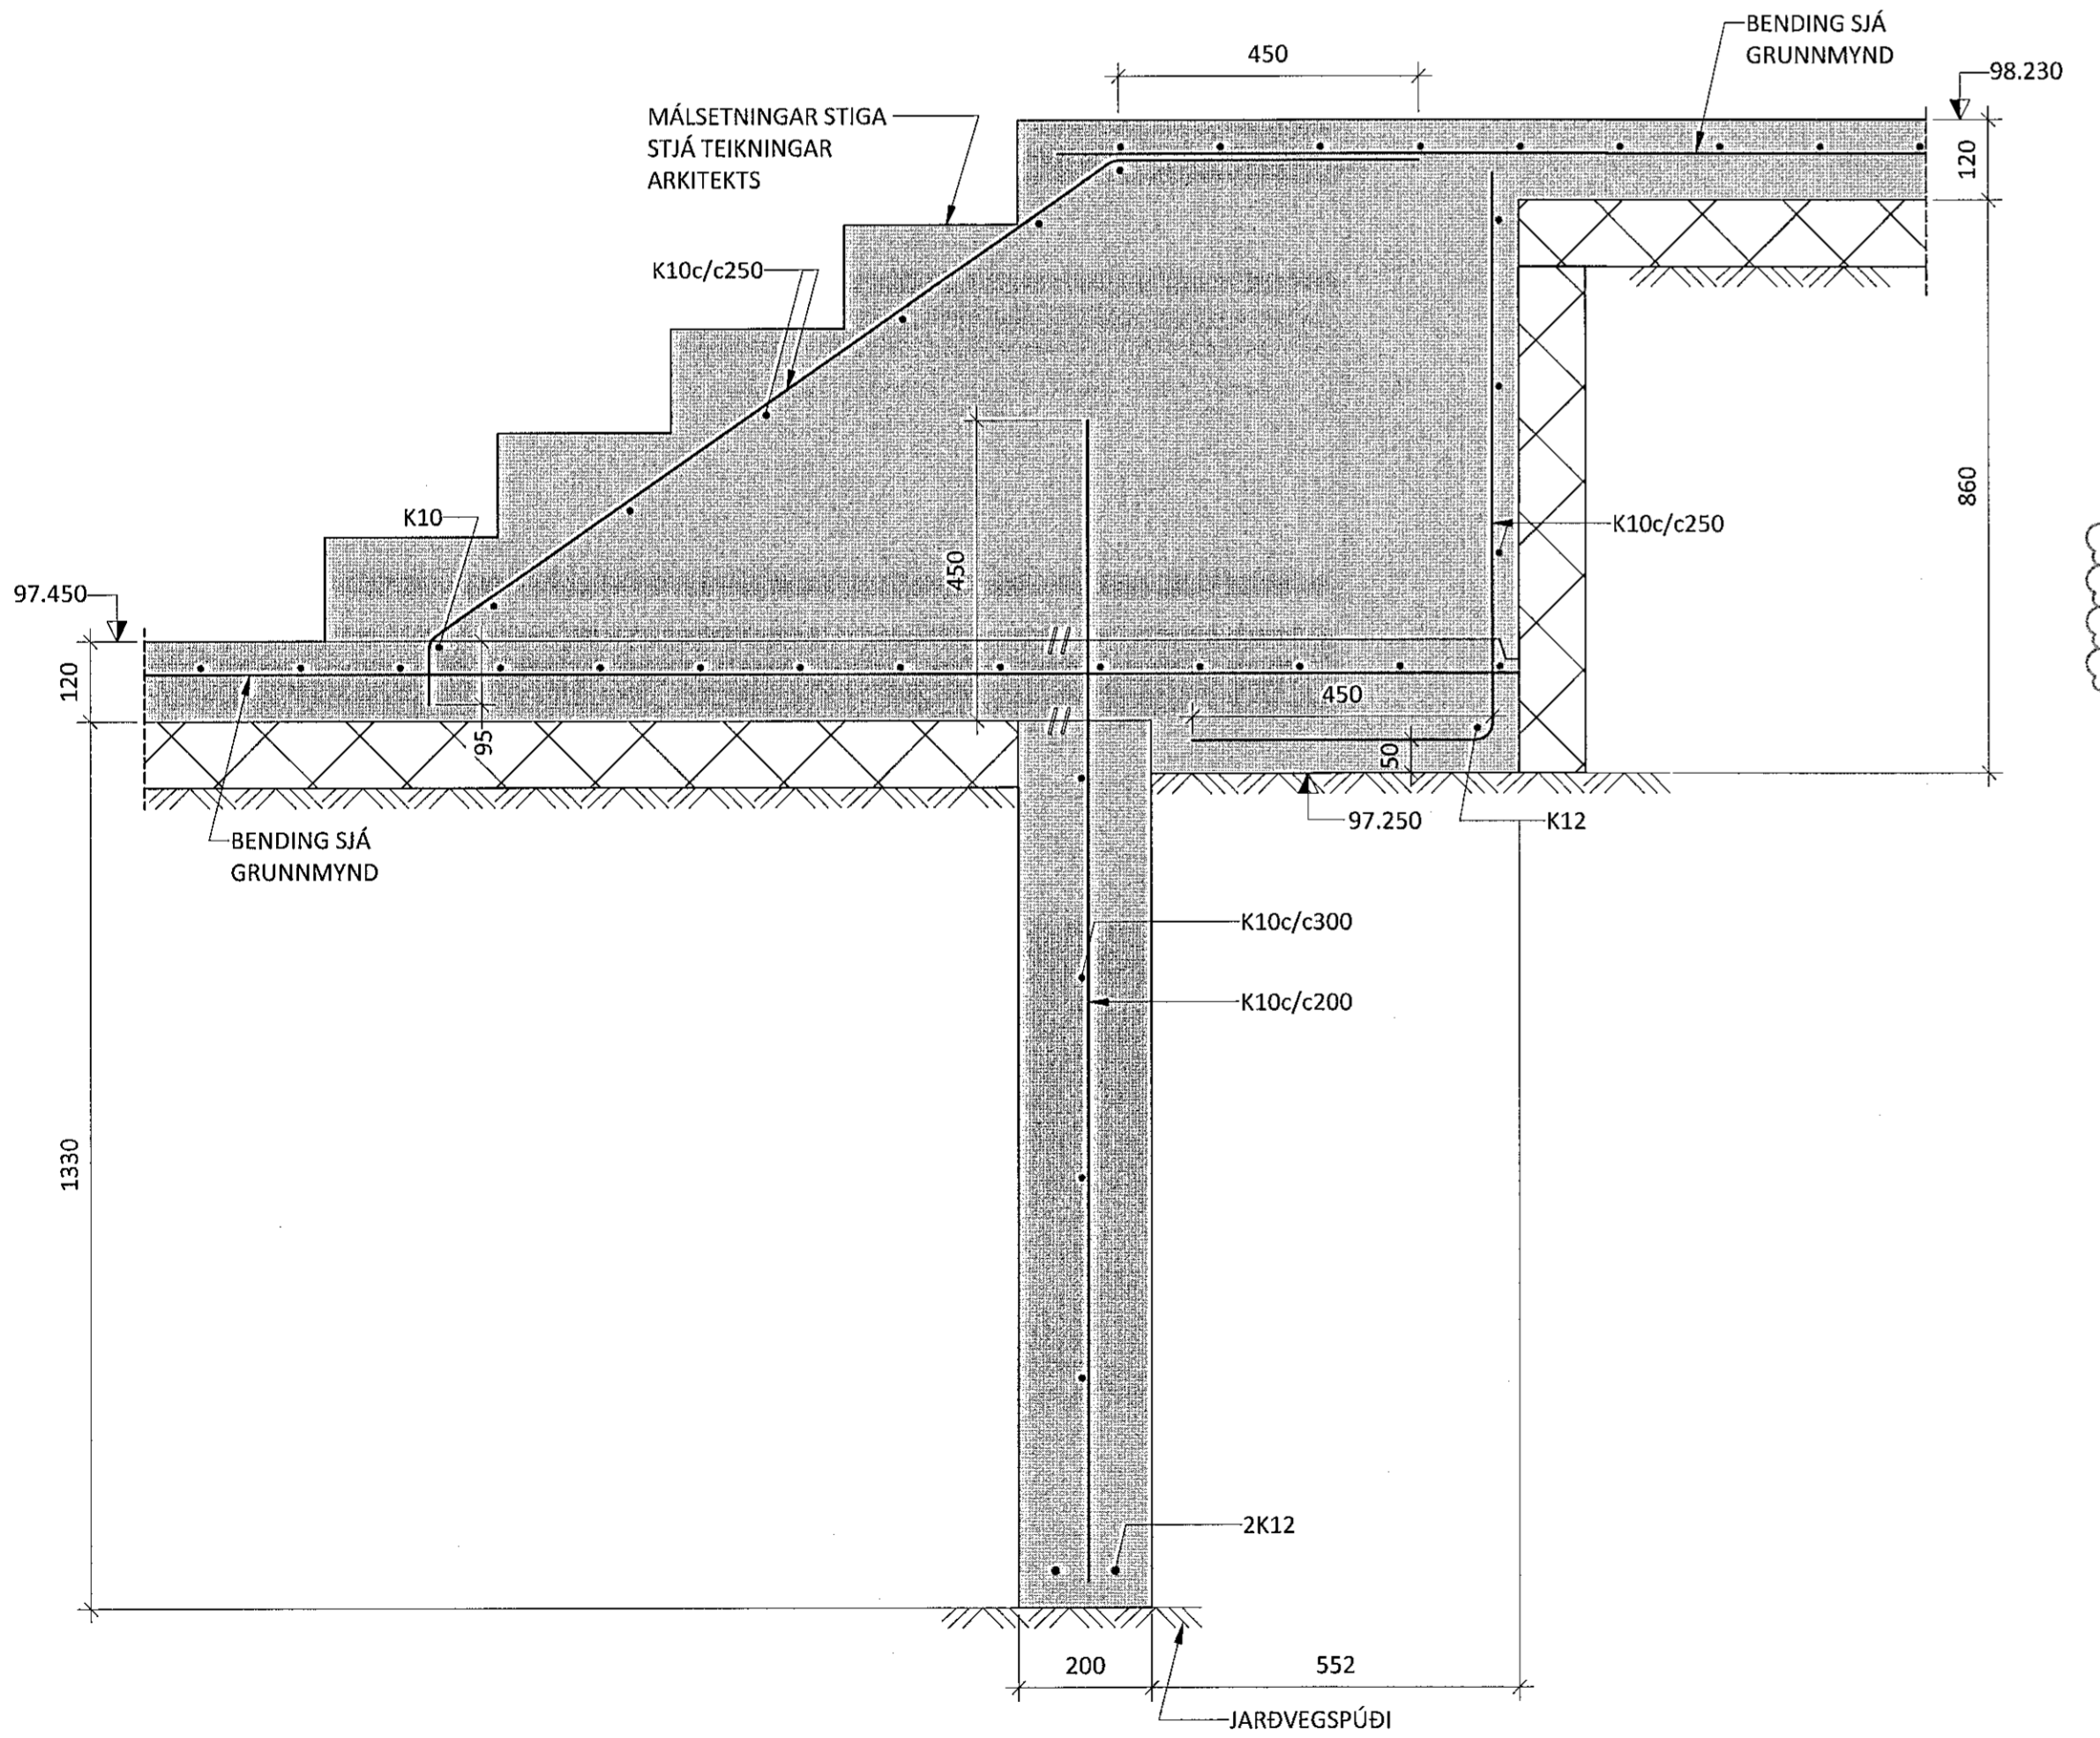 BENDING SJÁ
GRUNNMYND
450
98.230
MÁLSETNINGAR STIGA
STJÁ TEIKNINGAR
ARKITEKTS
120
K10c/c250
860
K10
K10c/c250
450
97.450
120
450
95
50
97.250
K12
BENDING SJÁ
GRUNNMYND
K10c/c300
K10c/c200
1330
2K12
200
552
JARÐVEGSPÚÐI